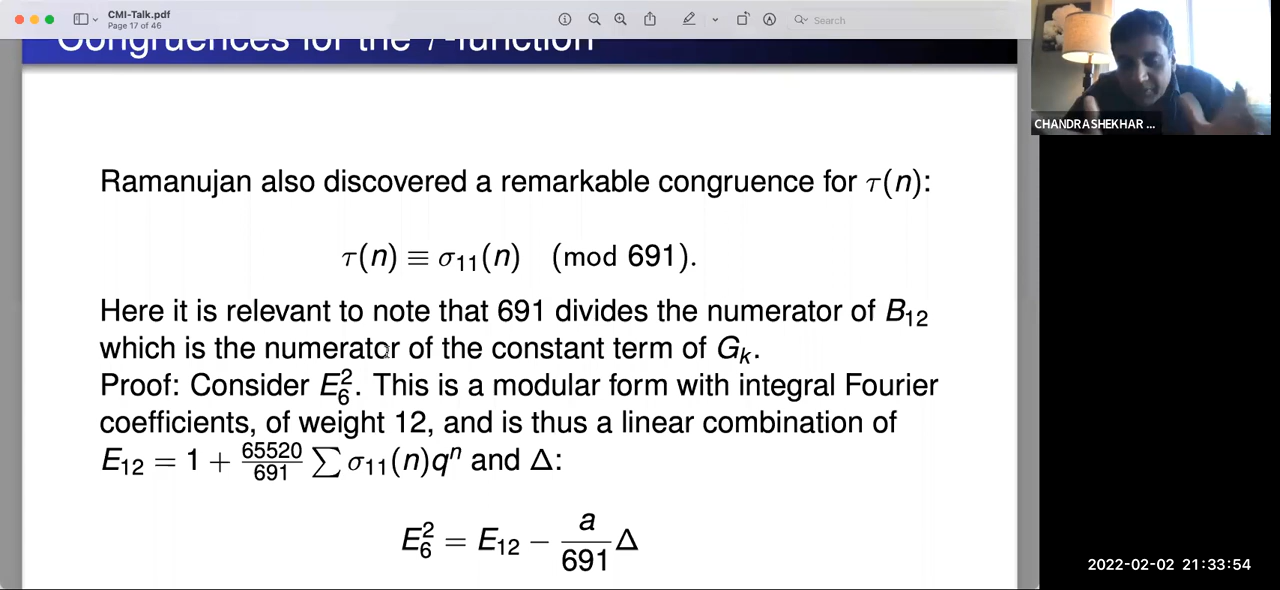 CMI-Talk.pdf
Page 17 of 46
Search
Congruences for the τ-function
CHANDRASHEKHAR ...
Ramanujan also discovered a remarkable congruence for τ(n):
τ(n) ≡ σ₁₁(n) (mod 691).
Here it is relevant to note that 691 divides the numerator of B₁₂
which is the numerator of the constant term of Gₖ.
Proof: Consider E₆². This is a modular form with integral Fourier
coefficients, of weight 12, and is thus a linear combination of
E₁₂ = 1 + 65520/691 ∑ σ₁₁(n)qⁿ and Δ:
E₆² = E₁₂ − a/691 Δ
2022-02-02 21:33:54